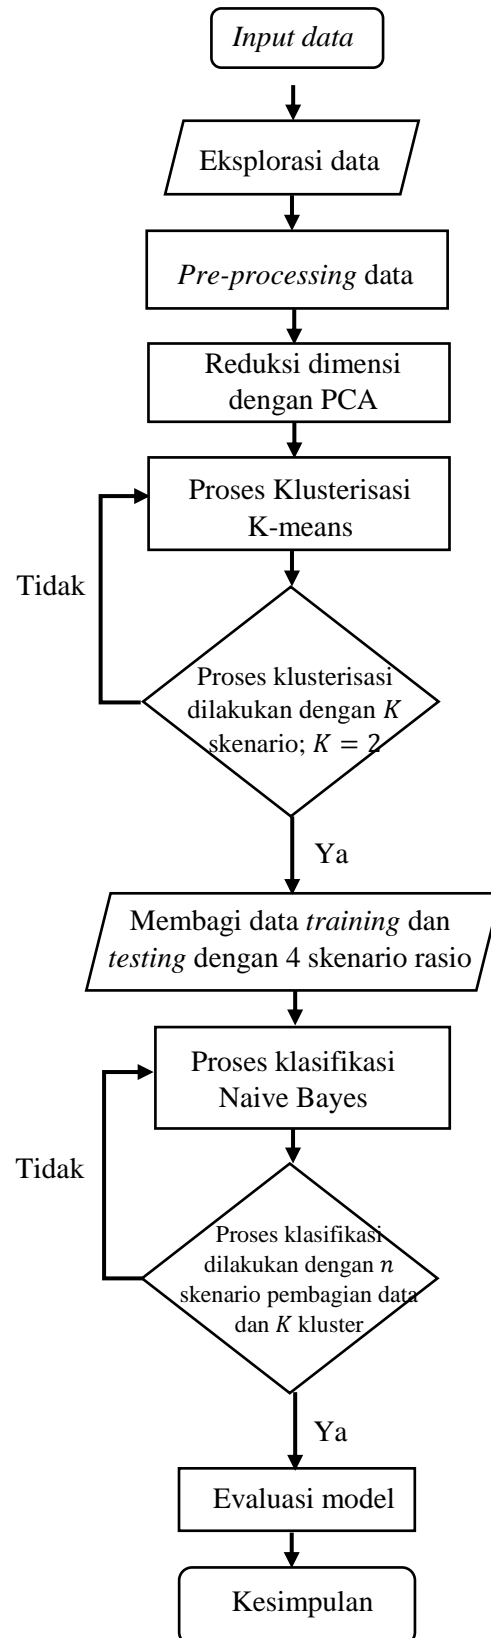 Input data
Eksplorasi data
Pre-processing data
Reduksi dimensi
dengan PCA
Proses Klusterisasi
K-means
Tidak
Proses klusterisasi
dilakukan dengan K
skenario; K = 2
Ya
Membagi data training dan
testing dengan 4 skenario rasio
Proses klasifikasi
Naive Bayes
Tidak
Proses klasifikasi
dilakukan dengan n
skenario pembagian data
dan K kluster
Ya
Evaluasi model
Kesimpulan